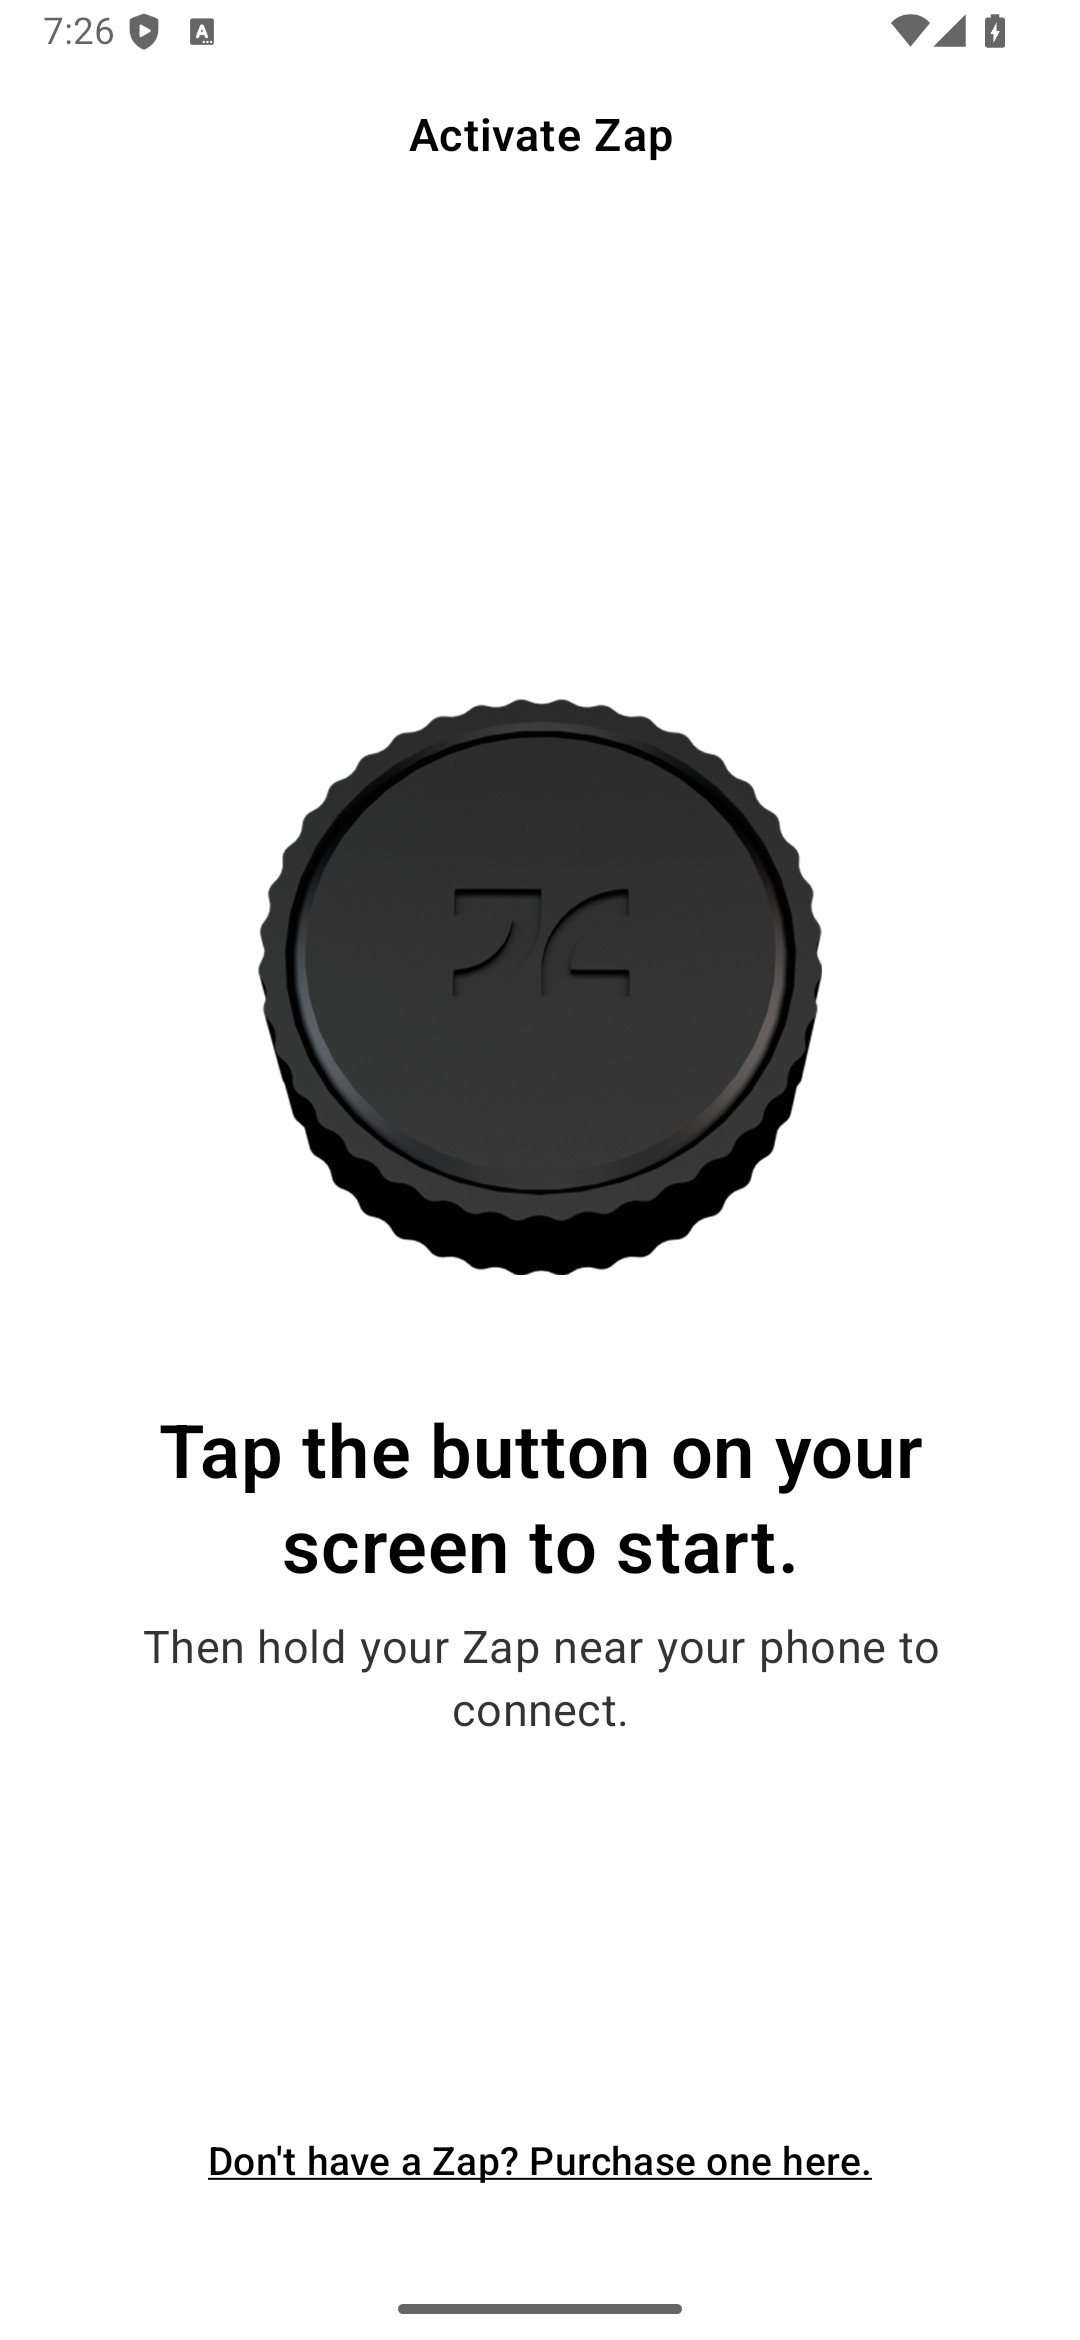 7:26
Activate Zap
Tap the button on your
screen to start.
Then hold your Zap near your phone to
connect.
Don't have a Zap? Purchase one here.